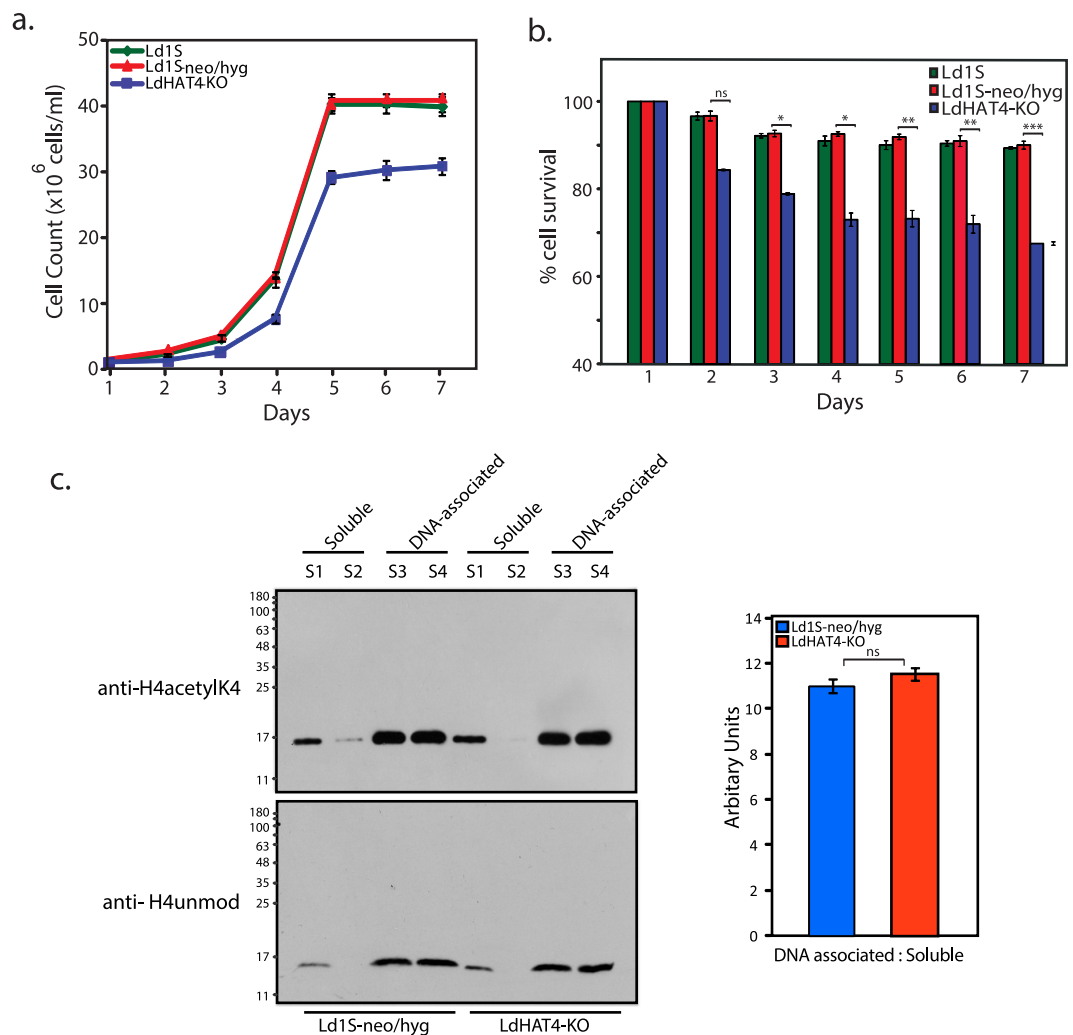 a.
50
40
30
20
10
0
Cell Count (x10 6 cells/ml)
Ld1S
Ld1S-neo/hyg
LdHAT4-KO
1 2 3 4 5 6 7
Days
b.
100
80
60
40
% cell survival
Ld1S
Ld1S-neo/hyg
LdHAT4-KO
ns
*
*
**
**
***
1 2 3 4 5 6 7
Days
c.
Soluble DNA-associated Soluble DNA-associated
S1 S2 S3 S4 S1 S2 S3 S4
180
100
63
48
35
25
17
11
anti-H4acetylK4
180
100
63
48
35
25
17
11
anti- H4unmod
Ld1S-neo/hyg LdHAT4-KO
14
12
11
10
8
6
4
2
0
Arbitary Units
Ld1S-neo/hyg
LdHAT4-KO
ns
DNA associated : Soluble